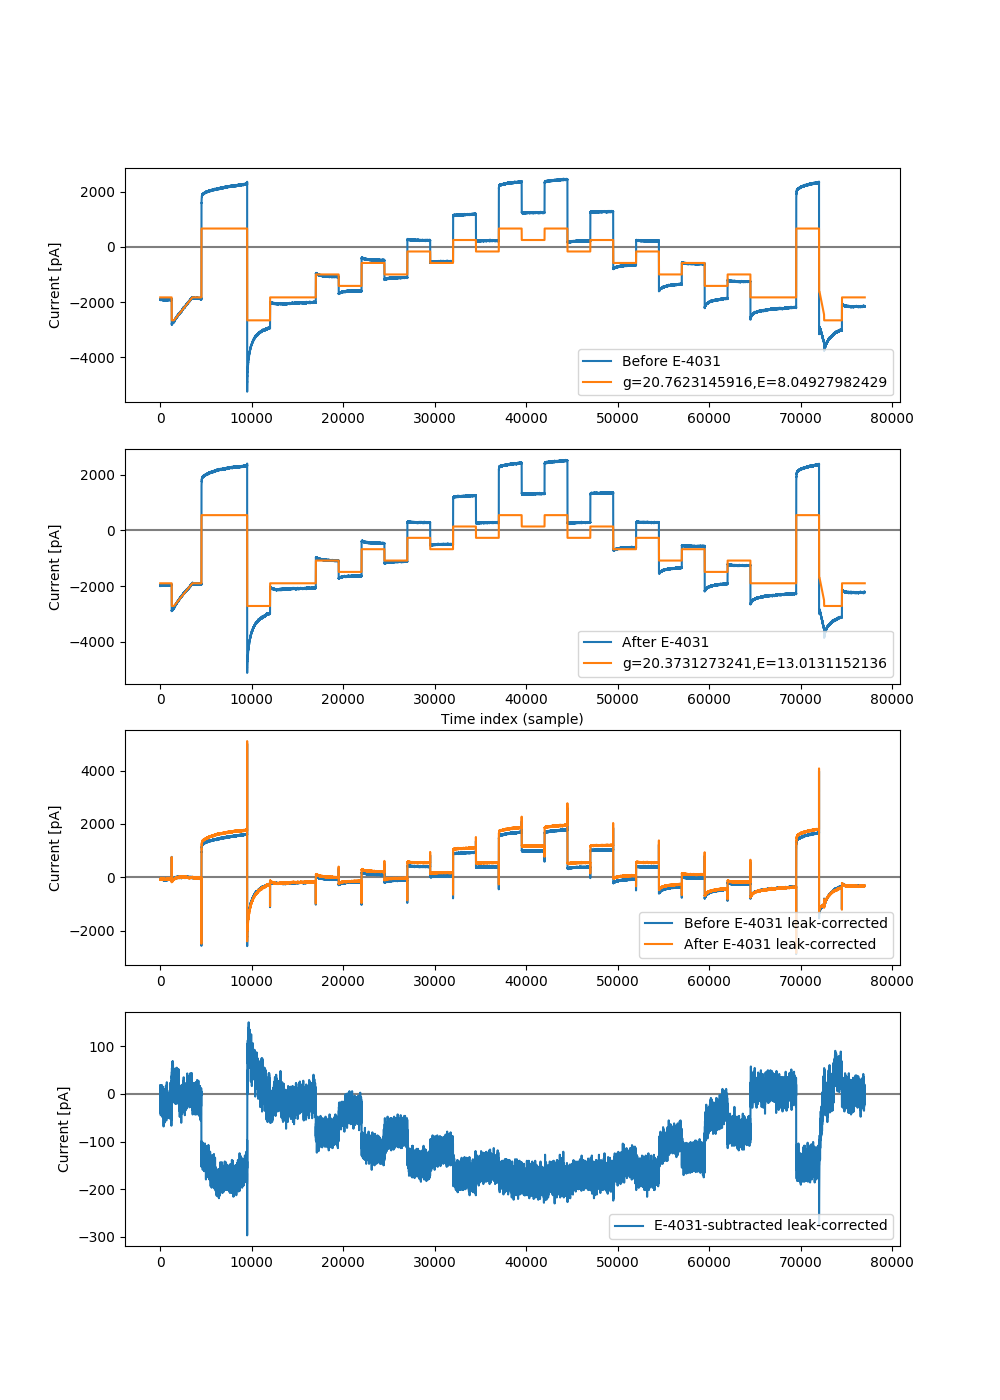 2000
0
−2000
−4000
Current [pA]
Before E-4031
g=20.7623145916,E=8.04927982429
0 10000 20000 30000 40000 50000 60000 70000 80000
2000
0
−2000
−4000
Current [pA]
After E-4031
g=20.3731273241,E=13.0131152136
0 10000 20000 30000 40000 50000 60000 70000 80000
Time index (sample)
4000
2000
0
−2000
Current [pA]
Before E-4031 leak-corrected
After E-4031 leak-corrected
0 10000 20000 30000 40000 50000 60000 70000 80000
100
0
−100
−200
−300
Current [pA]
E-4031-subtracted leak-corrected
0 10000 20000 30000 40000 50000 60000 70000 80000